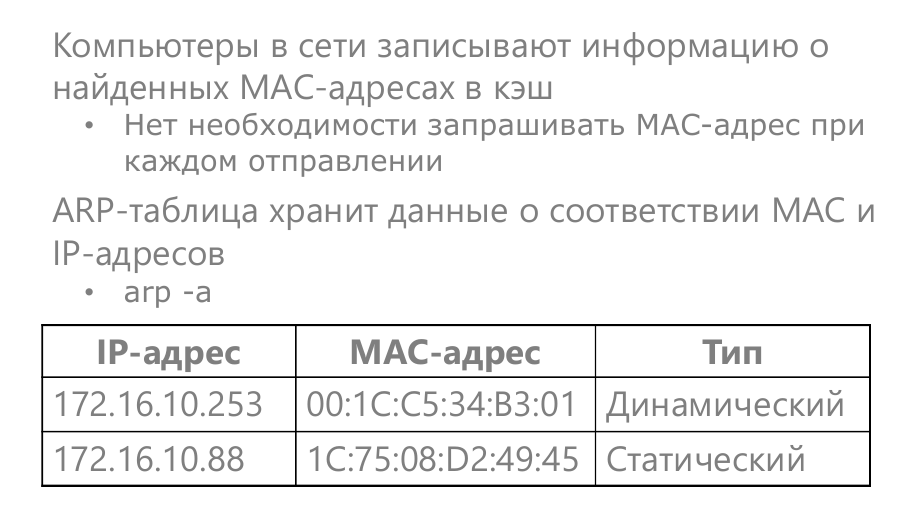 Компьютеры в сети записывают информацию о
найденных MAC-адресах в кэш
• Нет необходимости запрашивать MAC-адрес при
каждом отправлении
ARP-таблица хранит данные о соответствии MAC и
IP-адресов
• arp -a
IP-адрес MAC-адрес Тип
172.16.10.253 00:1C:C5:34:B3:01 Динамический
172.16.10.88 1C:75:08:D2:49:45 Статический